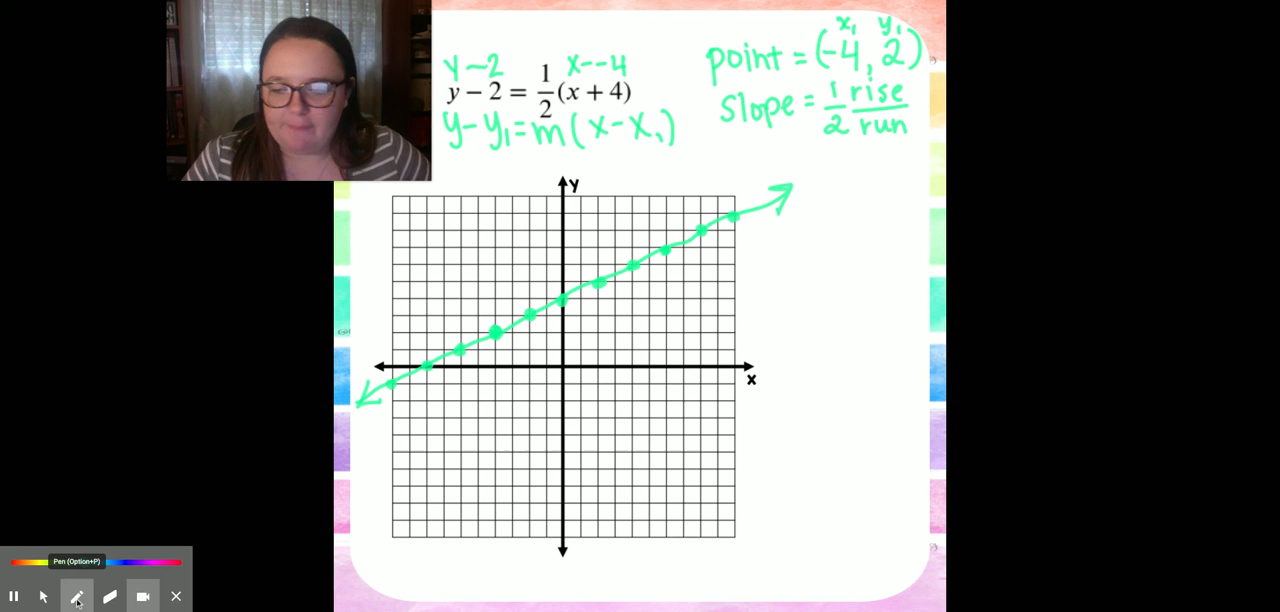 x₁ y₁
point = (-4, 2)
y - 2 x--4
y − 2 = 1/2 (x + 4)
slope = 1/2 rise/run
y - y₁ = m ( x - x₁ )
y
x
Pen (Option+P)